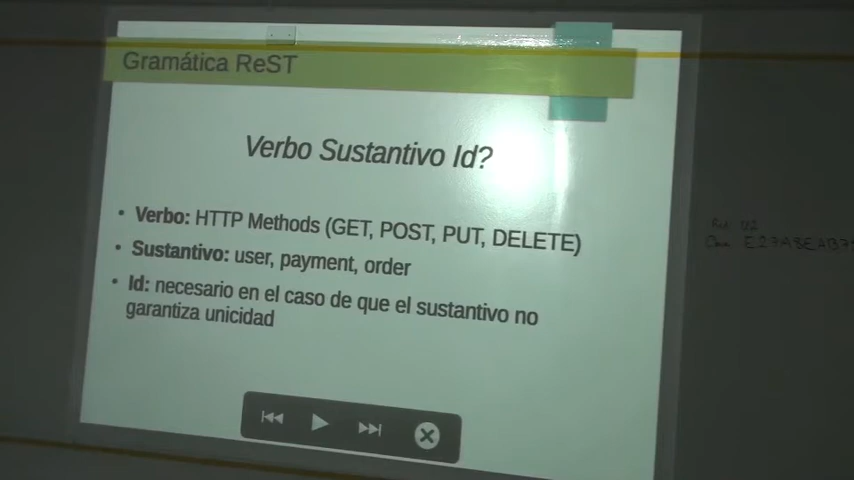 Gramática ReST
Verbo Sustantivo Id?
• Verbo: HTTP Methods (GET, POST, PUT, DELETE)
• Sustantivo: user, payment, order
• Id: necesario en el caso de que el sustantivo no
garantiza unicidad